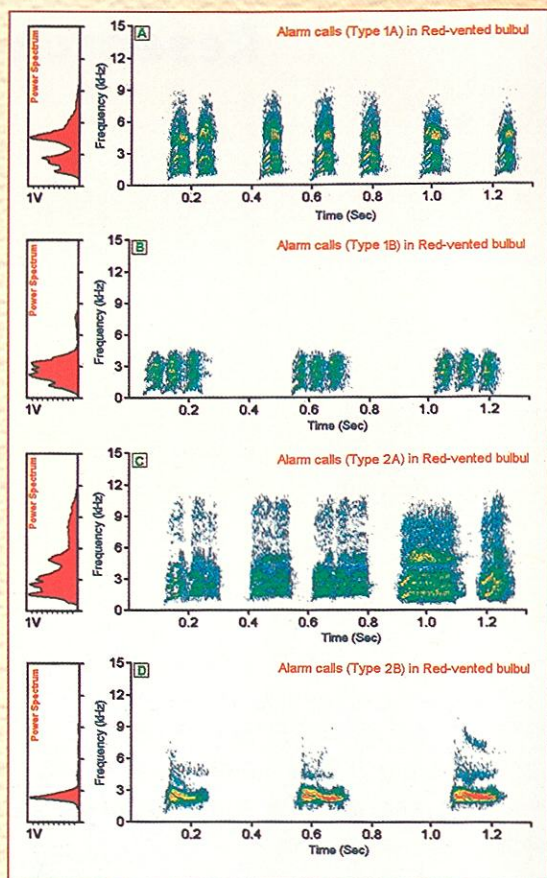 A
Alarm calls (Type 1A) in Red-vented bulbul
Power Spectrum
1V
Frequency (kHz)
15
12
9
6
3
0
0.2 0.4 0.6 0.8 1.0 1.2
Time (Sec)
B
Alarm calls (Type 1B) in Red-vented bulbul
Power Spectrum
1V
Frequency (kHz)
15
12
9
6
3
0
0.2 0.4 0.6 0.8 1.0 1.2
Time (Sec)
C
Alarm calls (Type 2A) in Red-vented bulbul
Power Spectrum
1V
Frequency (kHz)
15
12
9
6
3
0
0.2 0.4 0.6 0.8 1.0 1.2
Time (Sec)
D
Alarm calls (Type 2B) in Red-vented bulbul
Power Spectrum
1V
Frequency (kHz)
15
12
9
6
3
0
0.2 0.4 0.6 0.8 1.0 1.2
Time (Sec)